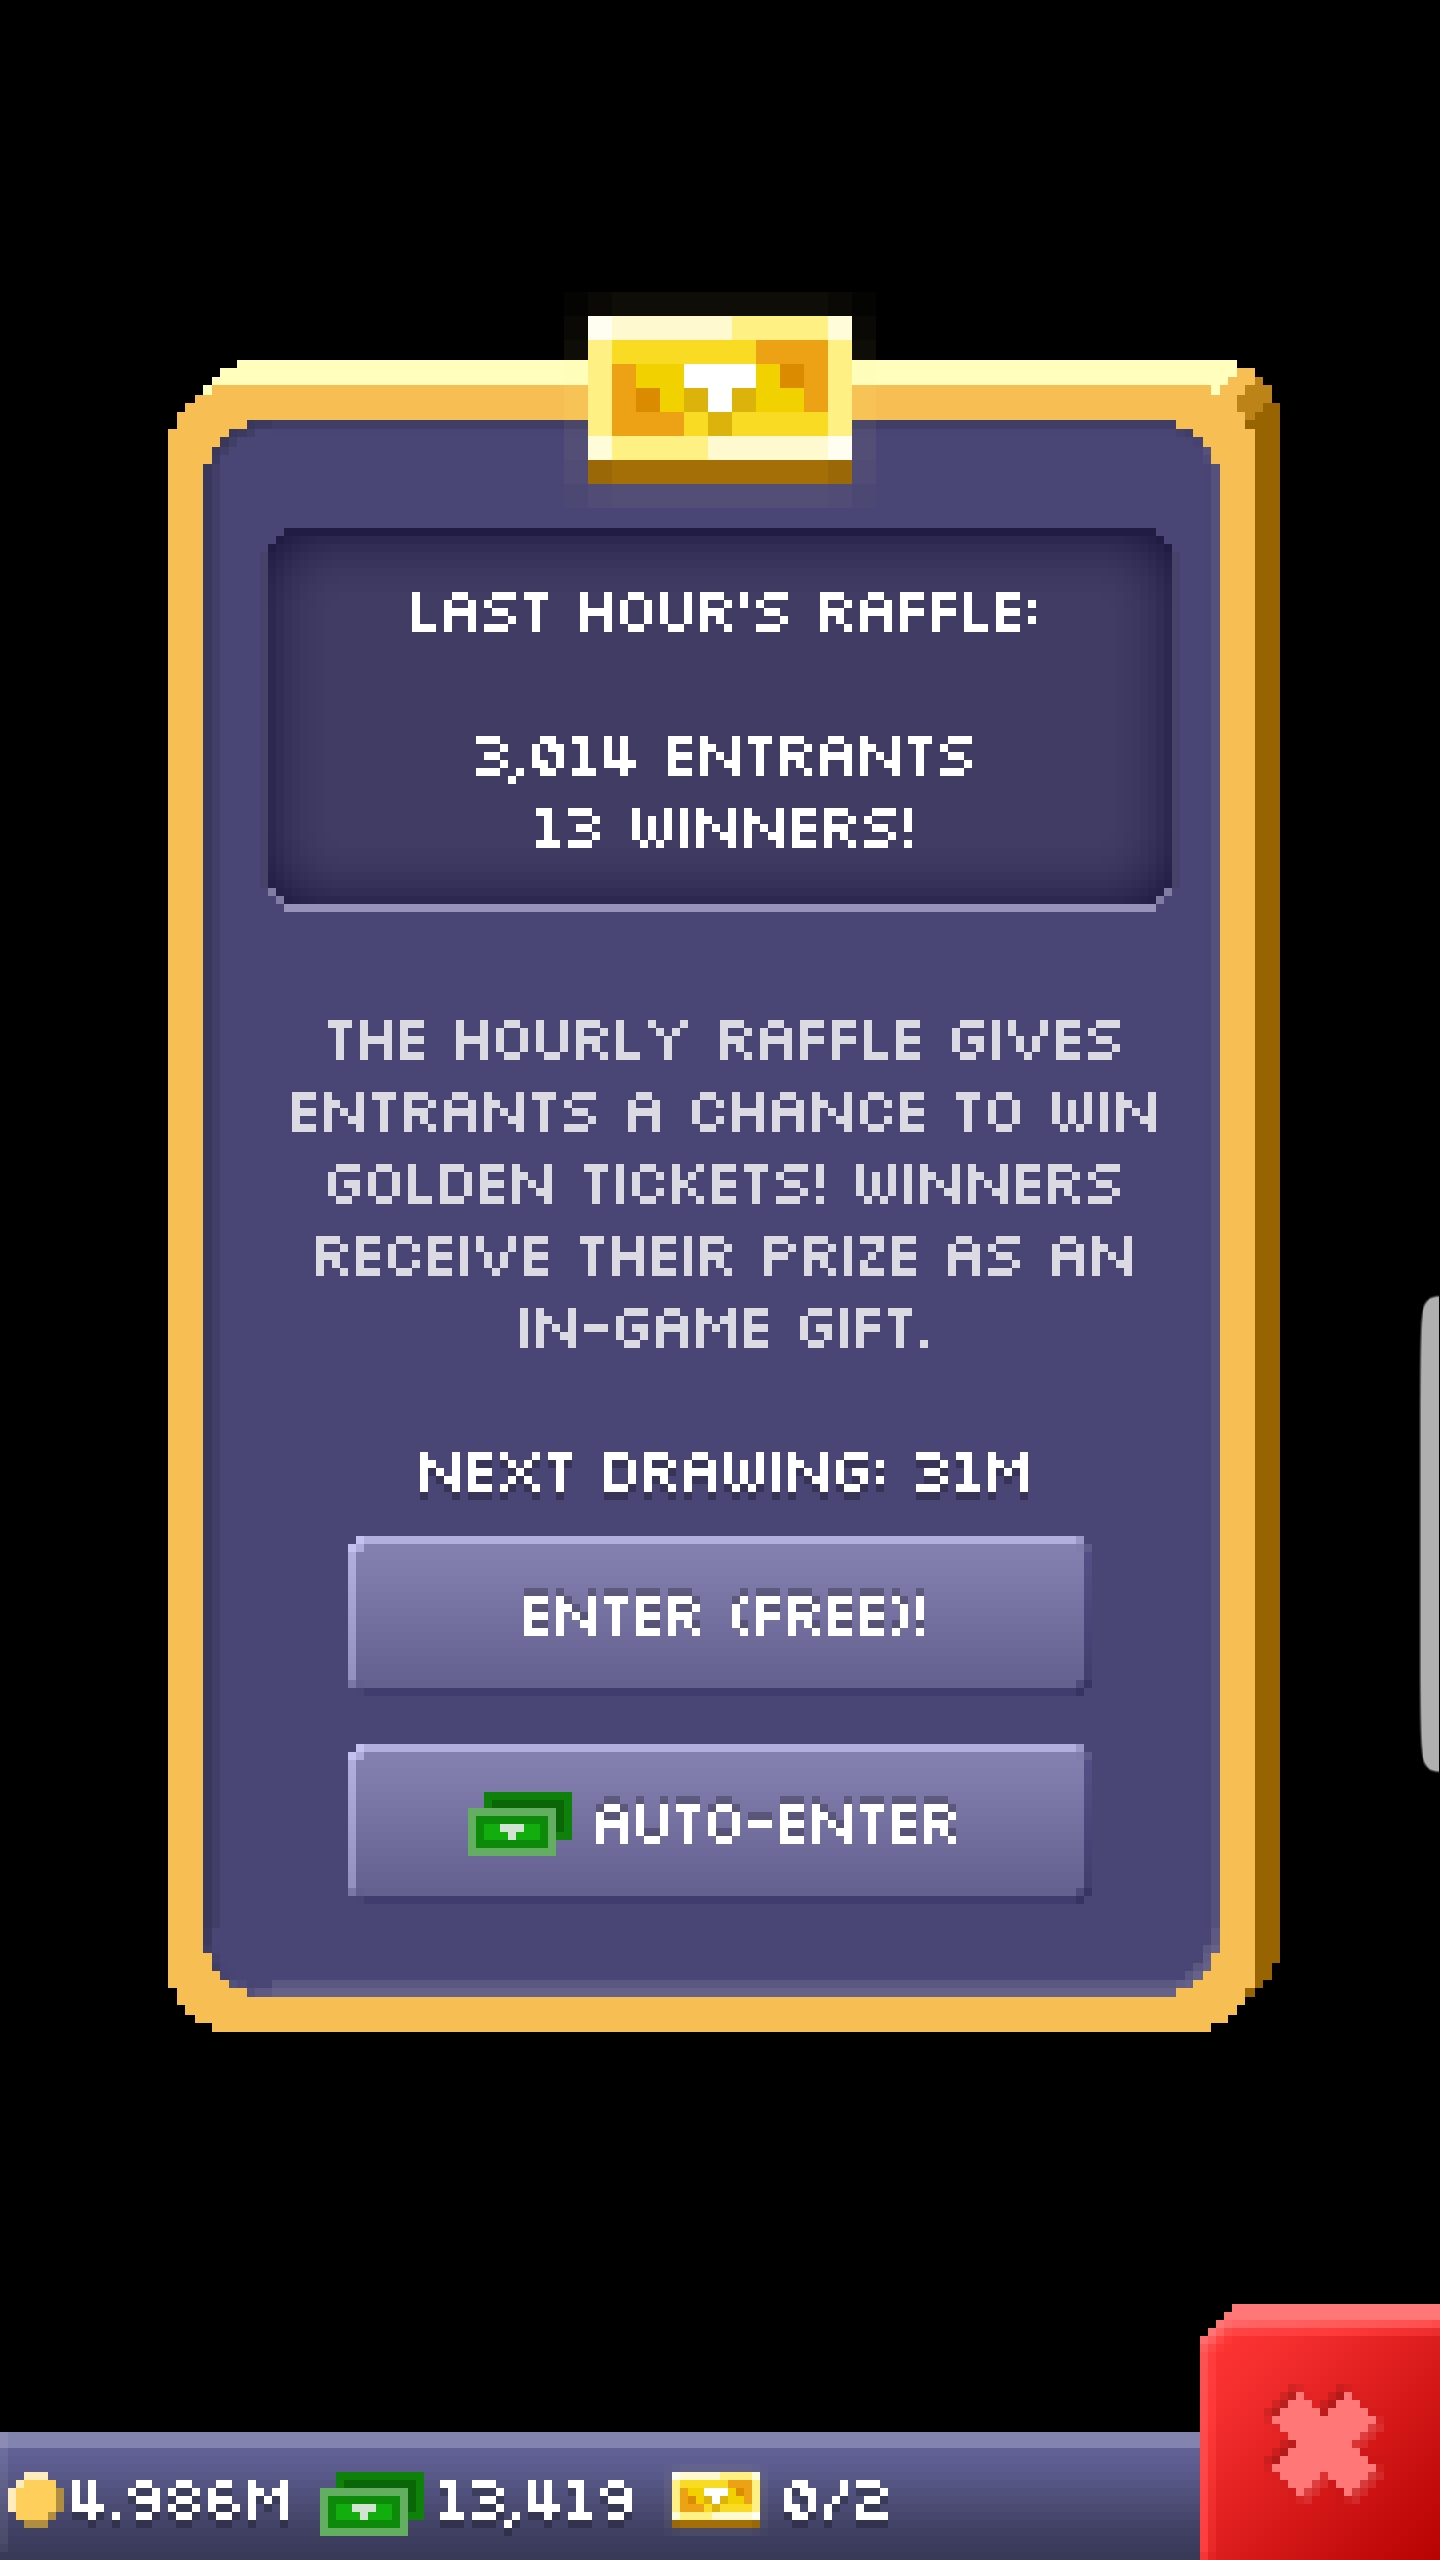 LAST HOUR'S RAFFLE:
3,014 ENTRANTS
13 WINNERS!
THE HOURLY RAFFLE GIVES
ENTRANTS A CHANCE TO WIN
GOLDEN TICKETS! WINNERS
RECEIVE THEIR PRIZE AS AN
IN-GAME GIFT.
NEXT DRAWING: 31M
ENTER (FREE)!
AUTO-ENTER
4.986M 13,419 0/2